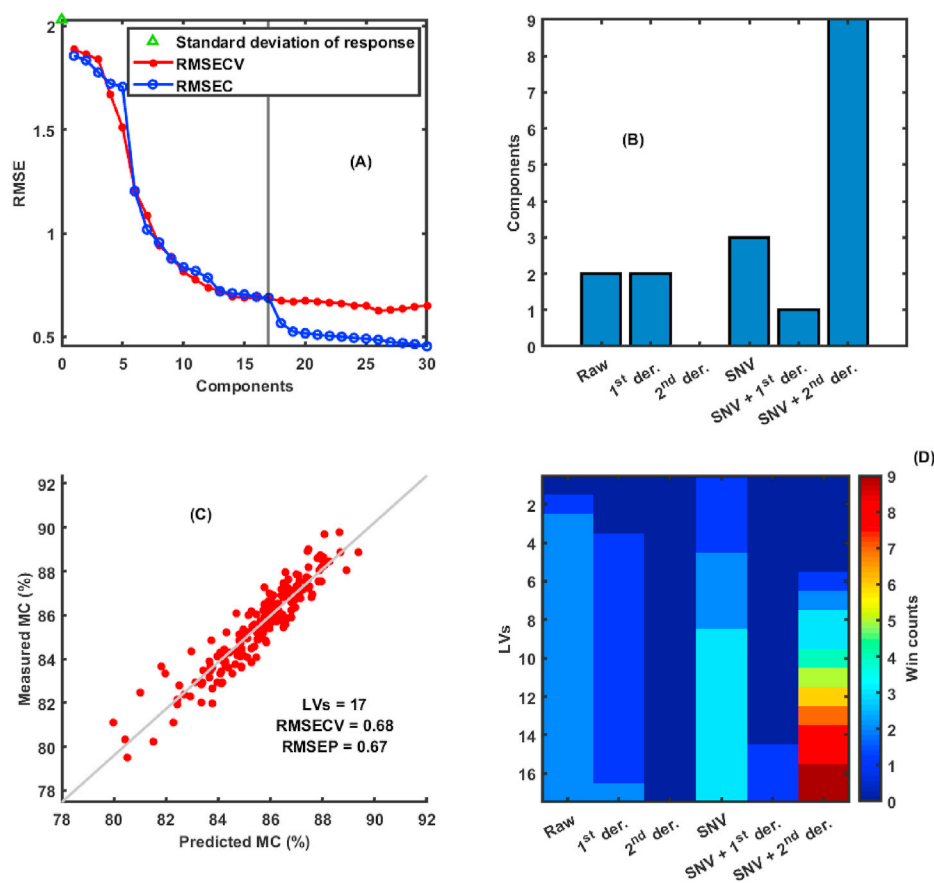 2
1.5
1
0.5
RMSE
Standard deviation of response
RMSECV
RMSEC
(A)
0
5
10
15
20
25
30
Components
9
8
7
6
5
4
3
2
1
0
Components
(B)
Raw
1st der.
2nd der.
SNV
SNV + 1st der.
SNV + 2nd der.
92
90
88
86
84
82
80
78
Measured MC (%)
(C)
LVs = 17
RMSECV = 0.68
RMSEP = 0.67
78
80
82
84
86
88
90
92
Predicted MC (%)
(D)
2
4
6
8
10
12
14
16
LVs
Raw
1st der.
2nd der.
SNV
SNV + 1st der.
SNV + 2nd der.
9
8
7
6
5
4
3
2
1
0
Win counts